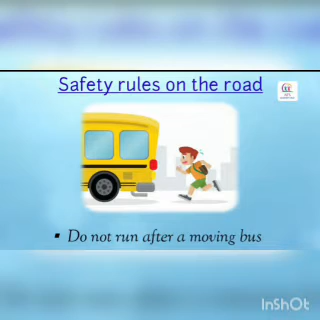 Safety rules on the road
▪ Do not run after a moving bus
InShOt